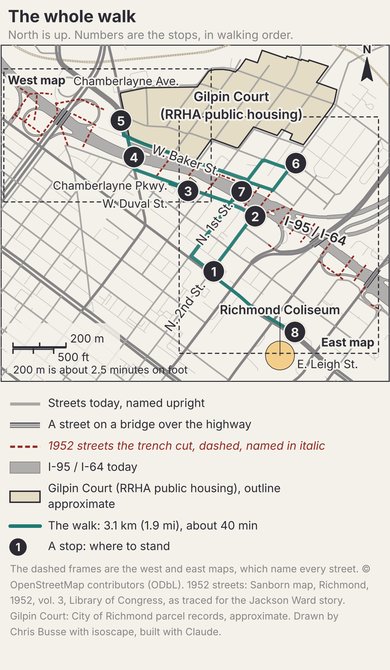 The whole walk
North is up. Numbers are the stops, in walking order.
N
West map
Chamberlayne Ave.
Gilpin Court
(RRHA public housing)
5
W. Baker St.
4
6
Chamberlayne Pkwy.
3
7
W. Duval St.
2
N. 1st St.
I-95 / I-64
1
N. 2nd St.
Richmond Coliseum
8
200 m
East map
500 ft
E. Leigh St.
200 m is about 2.5 minutes on foot
Streets today, named upright
A street on a bridge over the highway
1952 streets the trench cut, dashed, named in italic
I-95 / I-64 today
Gilpin Court (RRHA public housing), outline
approximate
The walk: 3.1 km (1.9 mi), about 40 min
1 A stop: where to stand
The dashed frames are the west and east maps, which name every street. ©
OpenStreetMap contributors (ODbL). 1952 streets: Sanborn map, Richmond,
1952, vol. 3, Library of Congress, as traced for the Jackson Ward story.
Gilpin Court: City of Richmond parcel records, approximate. Drawn by
Chris Busse with isoscape, built with Claude.